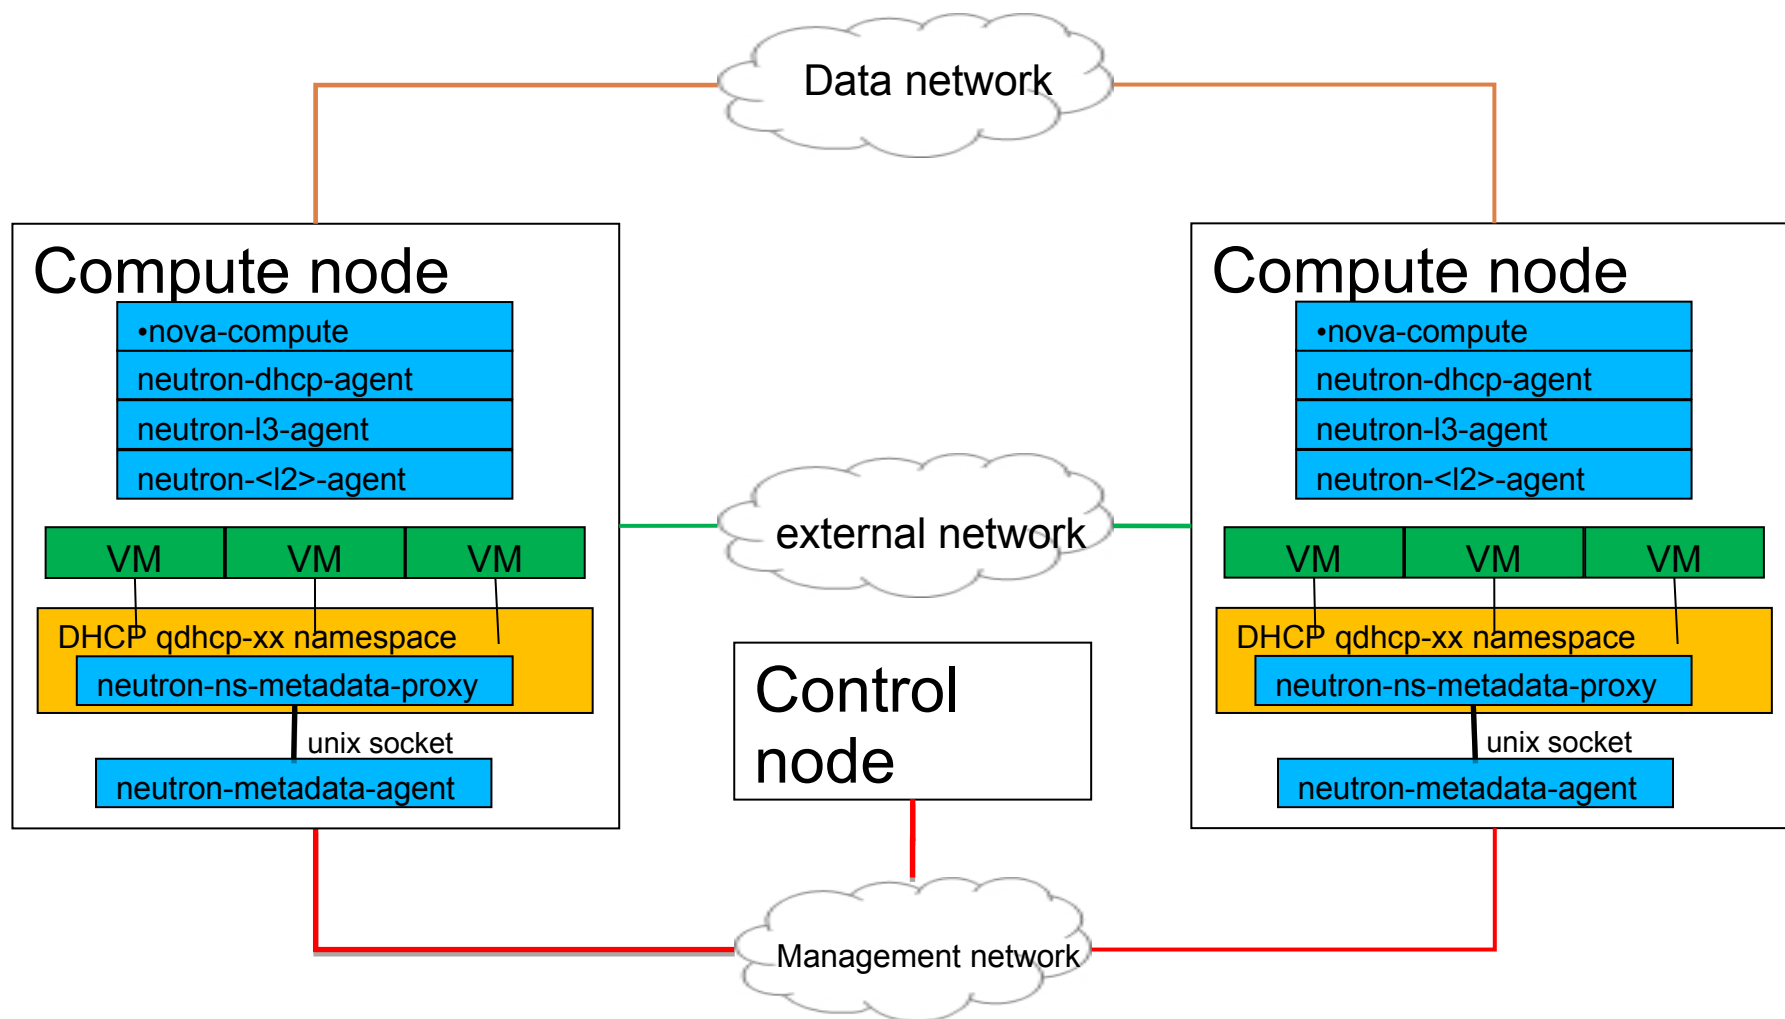 Data network
Compute node
•nova-compute
neutron-dhcp-agent
neutron-l3-agent
neutron-<l2>-agent
VM VM VM
DHCP qdhcp-xx namespace
neutron-ns-metadata-proxy
unix socket
neutron-metadata-agent
external network
Control
node
Compute node
•nova-compute
neutron-dhcp-agent
neutron-l3-agent
neutron-<l2>-agent
VM VM VM
DHCP qdhcp-xx namespace
neutron-ns-metadata-proxy
unix socket
neutron-metadata-agent
Management network